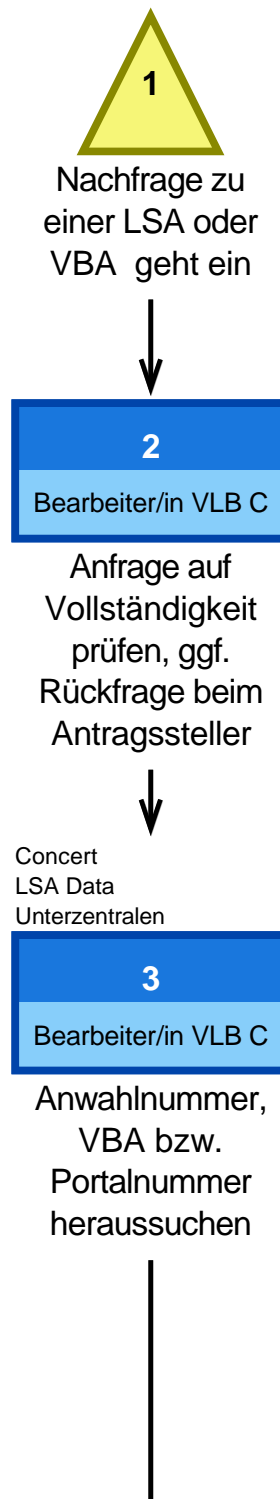 1
Nachfrage zu
einer LSA oder
VBA geht ein
2
Bearbeiter/in VLB C
Anfrage auf
Vollständigkeit
prüfen, ggf.
Rückfrage beim
Antragssteller
Concert
LSA Data
Unterzentralen
3
Bearbeiter/in VLB C
Anwahlnummer,
VBA bzw.
Portalnummer
heraussuchen